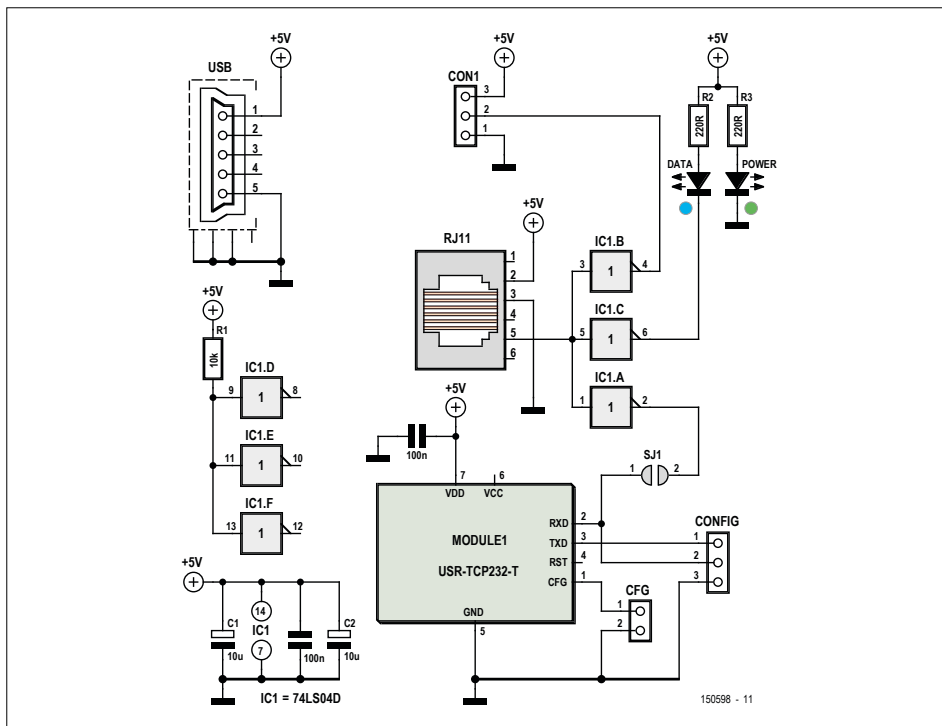 USB
+5V
1
2
3
4
5
CON1
+5V
3
2
1
+5V
R2
R3
220R
220R
DATA
POWER
RJ11
+5V
1
2
3
4
5
6
IC1.B
3
1
4
IC1.C
5
1
6
IC1.A
1
1
2
+5V
R1
10k
IC1.D
9
1
8
IC1.E
11
1
10
IC1.F
13
1
12
+5V
100n
7
6
VDD
VCC
MODULE1
USR-TCP232-T
RXD
2
TXD
3
RST
4
CFG
1
GND
5
SJ1
1
2
CONFIG
1
2
3
CFG
1
2
+5V
C1
10u
14
IC1
7
100n
C2
10u
IC1 = 74LS04D
150598 - 11